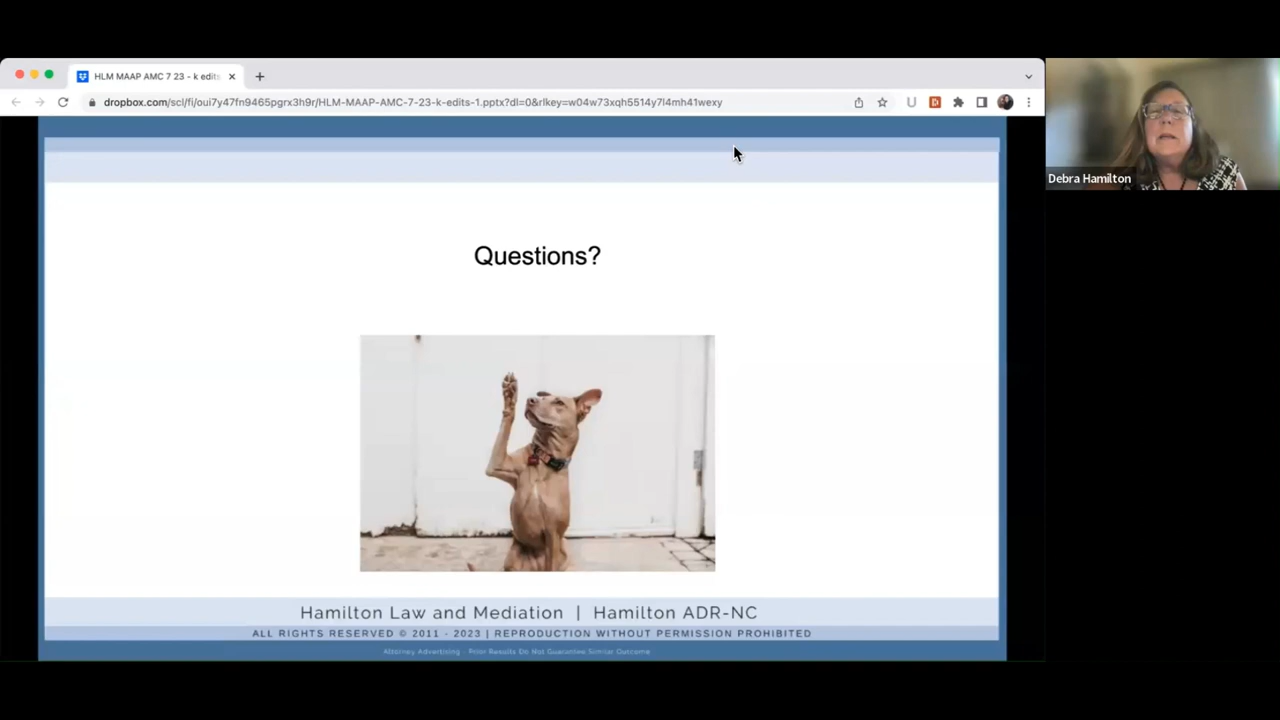 HLM MAAP AMC 7 23 - k edits
dropbox.com/scl/fi/oui7y47fn9465pgrx3h9r/HLM-MAAP-AMC-7-23-k-edits-1.pptx?dl=0&rlkey=w04w73xqh5514y7l4mh41wexy
Debra Hamilton
Questions?
Hamilton Law and Mediation | Hamilton ADR-NC
ALL RIGHTS RESERVED © 2011 - 2023 | REPRODUCTION WITHOUT PERMISSION PROHIBITED
Attorney Advertising - Prior Results Do Not Guarantee Similar Outcome